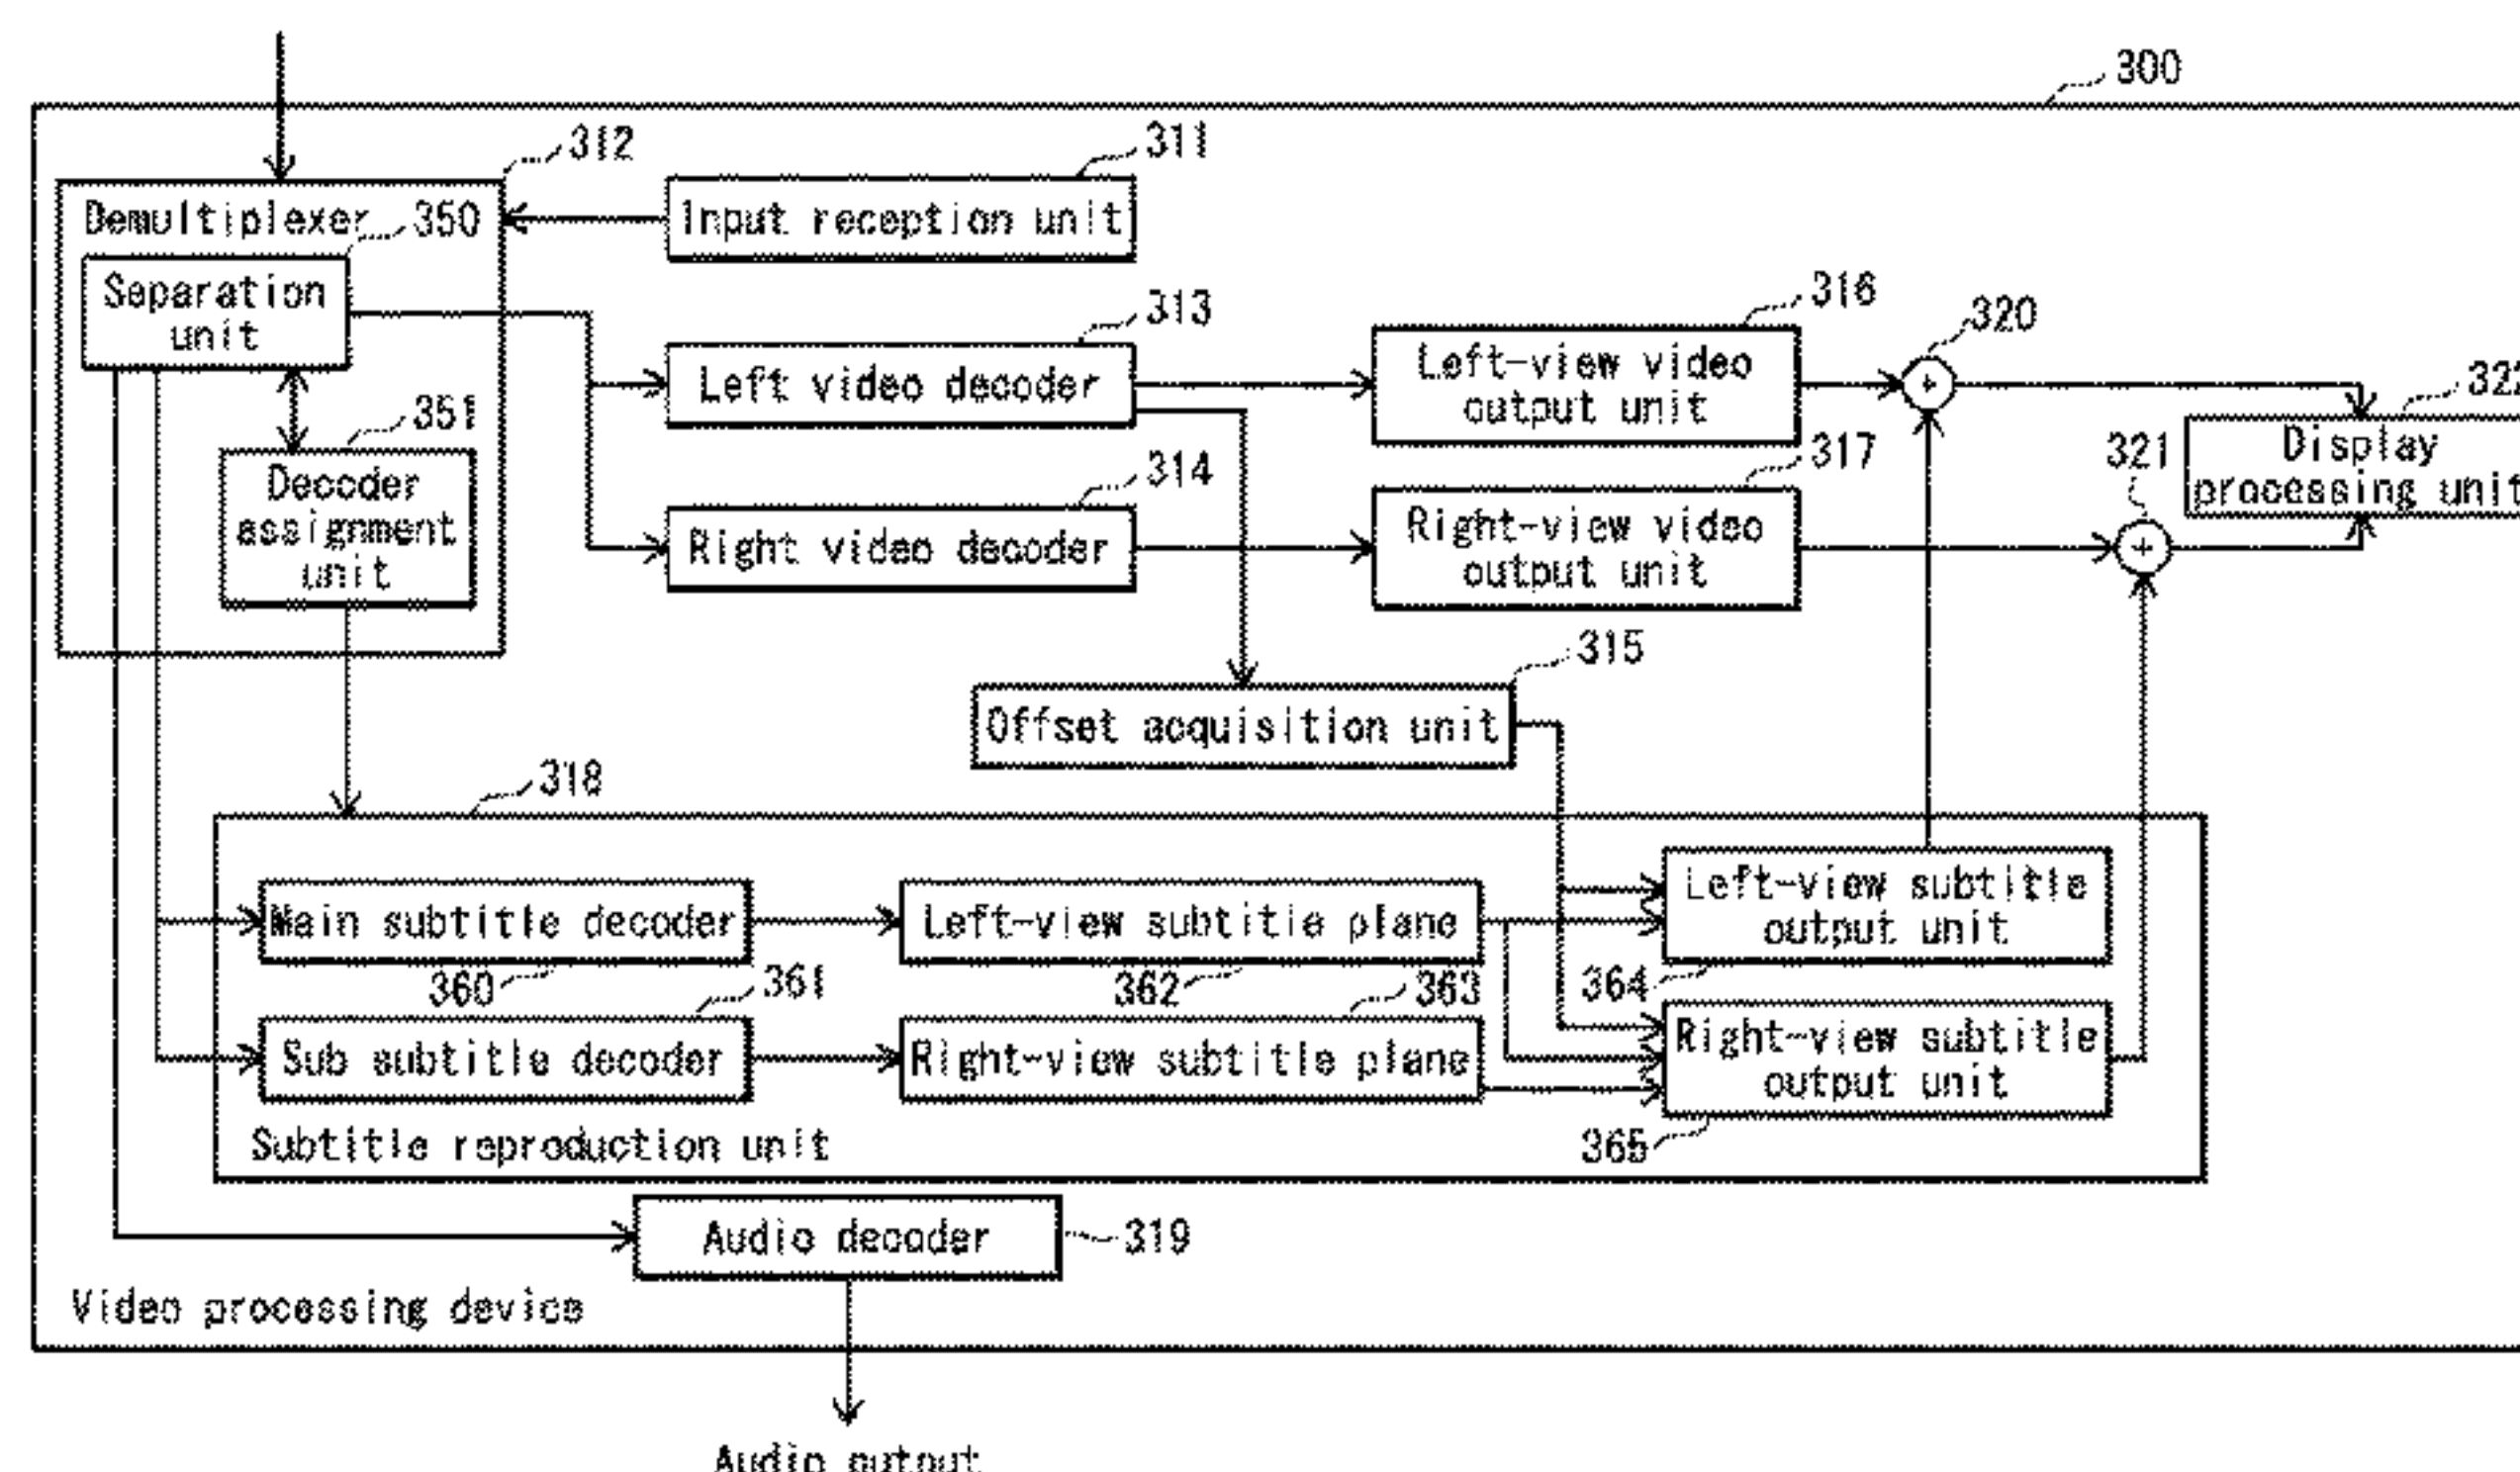 300
312
311
Demultiplexer
350
Input reception unit
Separation
unit
313
316
320
Left video decoder
Left-view video
output unit
351
Decoder
assignment
unit
314
317
321
Display
processing unit
Right video decoder
Right-view video
output unit
315
Offset acquisition unit
318
Left-view subtitle
output unit
Main subtitle decoder
Left-view subtitle plane
360
361
362
363
364
Sub subtitle decoder
Right-view subtitle plane
Right-view subtitle
output unit
Subtitle reproduction unit
365
Audio decoder
319
Video processing device
Audio output